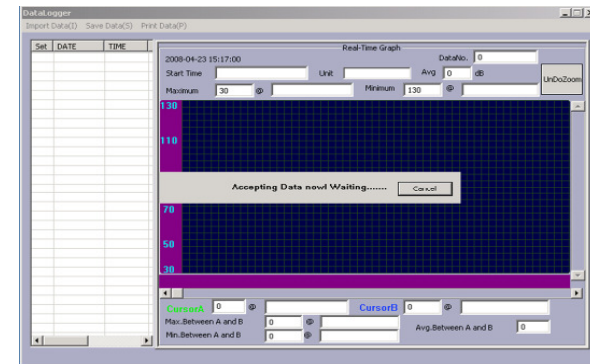 DataLogger
Import Data(I) Save Data(S) Print Data(P)
Set DATE TIME
Real-Time Graph
2008-04-23 15:17:00 DataNo. 0
Start Time Unit Avg 0 dB
UnDoZoom
Maximum 30 @ Minimum 130 @
130
110
Accepting Data now! Waiting....... Cancel
70
50
30
CursorA 0 @ CursorB 0 @
Max.Between A and B 0 @
Avg.Between A and B 0
Min.Between A and B 0 @